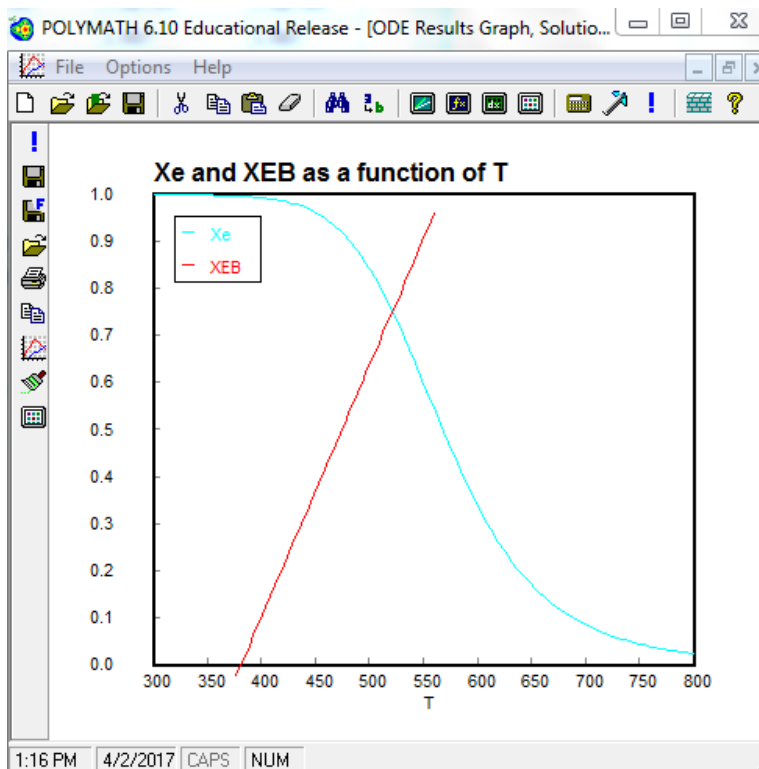 POLYMATH 6.10 Educational Release - [ODE Results Graph, Solutio...
File Options Help
Xe and XEB as a function of T
1.0
Xe
0.9
XEB
0.8
0.7
0.6
0.5
0.4
0.3
0.2
0.1
0.0
300 350 400 450 500 550 600 650 700 750 800
T
1:16 PM 4/2/2017 CAPS NUM